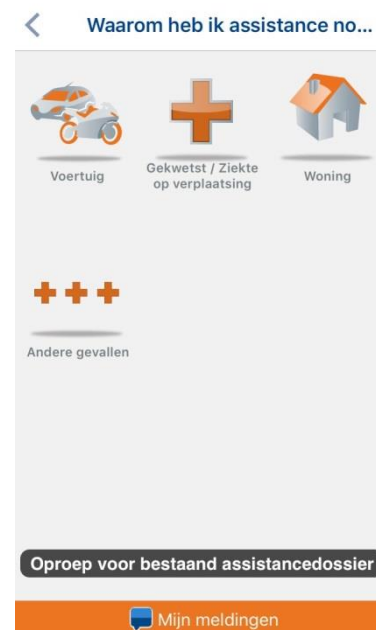 Waarom heb ik assistance no...
Voertuig
Gekwetst / Ziekte
op verplaatsing
Woning
Andere gevallen
Oproep voor bestaand assistancedossier
Mijn meldingen